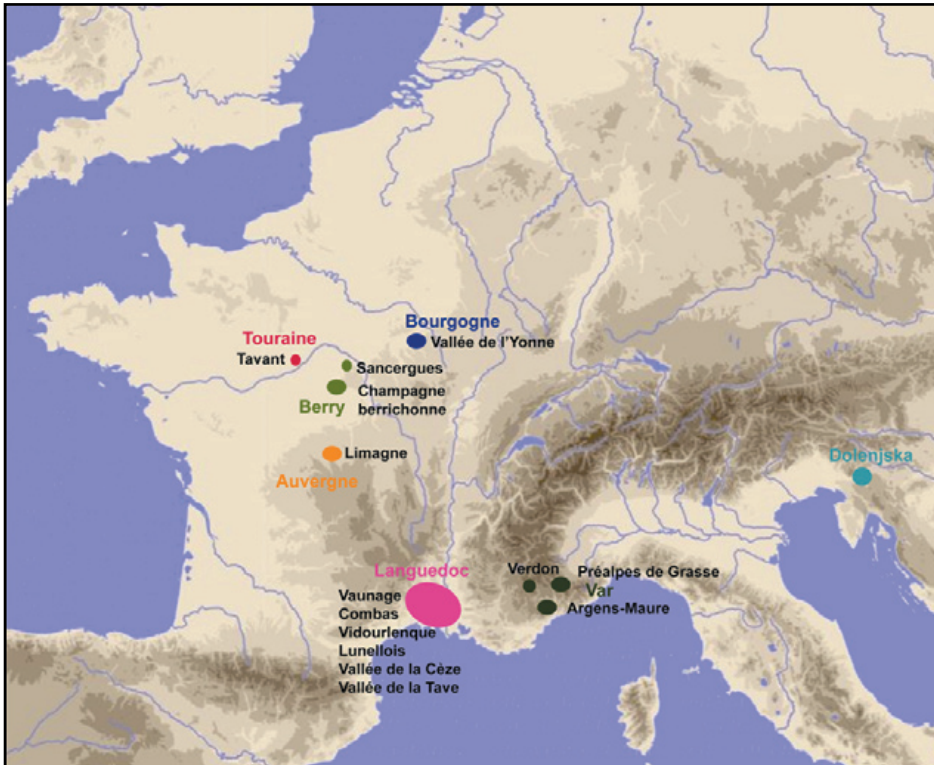 Bourgogne
Vallée de l'Yonne
Touraine
Tavant
Sancergues
Champagne
berrichonne
Berry
Limagne
Auvergne
Dolenjska
Languedoc
Vaunage
Combas
Vidourlenque
Lunellois
Vallée de la Cèze
Vallée de la Tave
Verdon
Préalpes de Grasse
Var
Argens-Maure